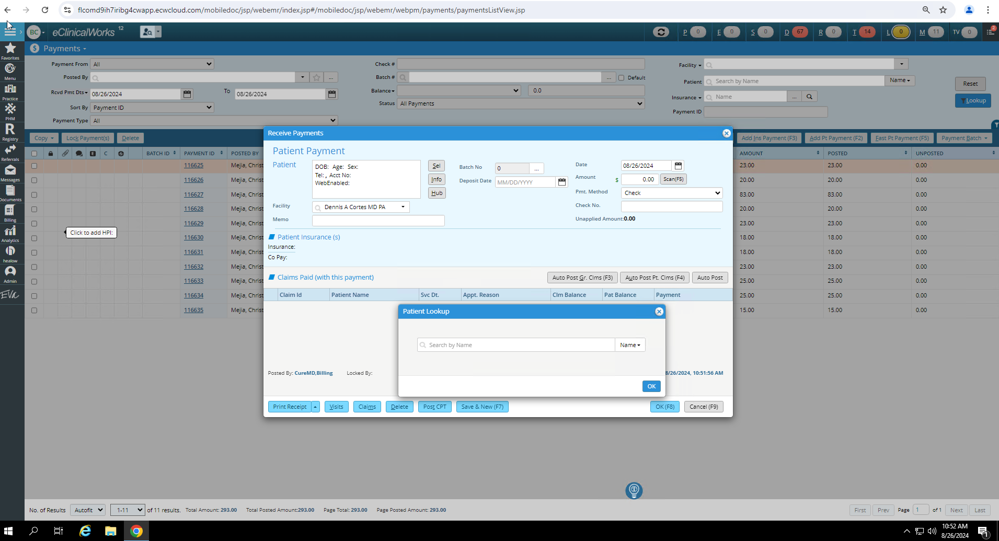 flcomd9ih7iribg4cwapp.ecwcloud.com/mobiledoc/jsp/webemr/index.jsp#/mobiledoc/jsp/webemr/webpm/payments/paymentsListView.jsp
BC eClinicalWorks 12 P 0 E 0 S 0 D 67 R 0 T 14 L 0 M 11 TV 0 2
Payments
Favorites
Menu
Practice
PHM
Registry
Referrals
Messages
Documents
Billing
Analytics
healow
Admin
EVA
Payment From All Check # Facility
Posted By ... Batch # ... Default Patient Search by Name Name Reset
Rcvd Pmt Dts 08/26/2024 To 08/26/2024 Balance 0.0 Insurance Name ... Lookup
Sort By Payment ID Status All Payments Payment ID
Payment Type All
Copy Lock Payment(s) Delete Add Ins Payment (F3) Add Pt Payment (F2) Fast Pt Payment (F5) Payment Batch
E C BATCH ID PAYMENT ID POSTED BY AMOUNT POSTED UNPOSTED
116625 Mejia, Christ 23.00 23.00 0.00
116626 Mejia, Christ 20.00 20.00 0.00
116627 Mejia, Christ 83.00 83.00 0.00
116628 Mejia, Christ 20.00 20.00 0.00
116629 Mejia, Christ 23.00 23.00 0.00
116630 Mejia, Christ 18.00 18.00 0.00
116631 Mejia, Christ 18.00 18.00 0.00
116632 Mejia, Christ 23.00 23.00 0.00
116633 Mejia, Christ 25.00 25.00 0.00
116634 Mejia, Christ 25.00 25.00 0.00
116635 Mejia, Christ 15.00 15.00 0.00
Click to add HPI:
Receive Payments
Patient Payment
Patient DOB: Age: Sex:
Tel: , Acct No:
WebEnabled:
Sel
Info
Hub
Batch No 0 ...
Deposit Date MM/DD/YYYY
Date 08/26/2024
Amount $ 0.00 Scan(F5)
Pmt. Method Check
Check No.
Unapplied Amount:0.00
Facility Dennis A Cortes MD PA
Memo
Patient Insurance (s)
Insurance:
Co Pay:
Claims Paid (with this payment) Auto Post Gr. Clms (F3) Auto Post Pt. Clms (F4) Auto Post
Claim Id Patient Name Svc Dt. Appt. Reason Clm Balance Pat Balance Payment
Patient Lookup
Search by Name Name
OK
Posted By: CureMD,Billing Locked By: 8/26/2024, 10:51:56 AM
Print Receipt Visits Claims Delete Post CPT Save & New (F7) OK (F8) Cancel (F9)
No. of Results Autofit 1-11 of 11 results. Total Amount: 293.00 Total Posted Amount:293.00 Page Total: 293.00 Page Posted Amount: 293.00 First Prev Page 1 of 1 Next Last
10:52 AM
8/26/2024
1